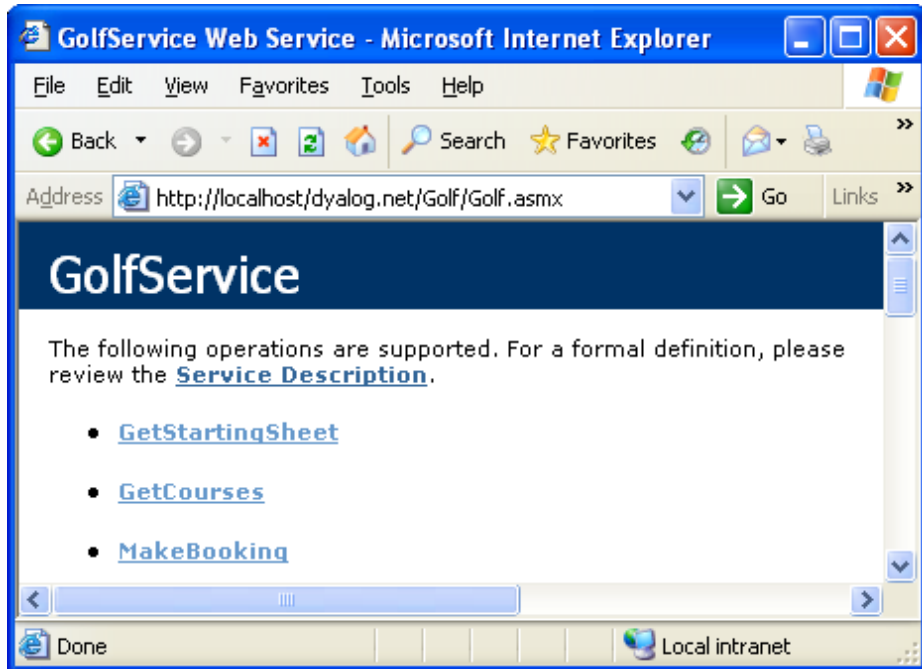 GolfService Web Service - Microsoft Internet Explorer
File Edit View Favorites Tools Help
Back Search Favorites »
Address http://localhost/dyalog.net/Golf/Golf.asmx Go Links »
GolfService
The following operations are supported. For a formal definition, please
review the Service Description.
• GetStartingSheet
• GetCourses
• MakeBooking
Done Local intranet